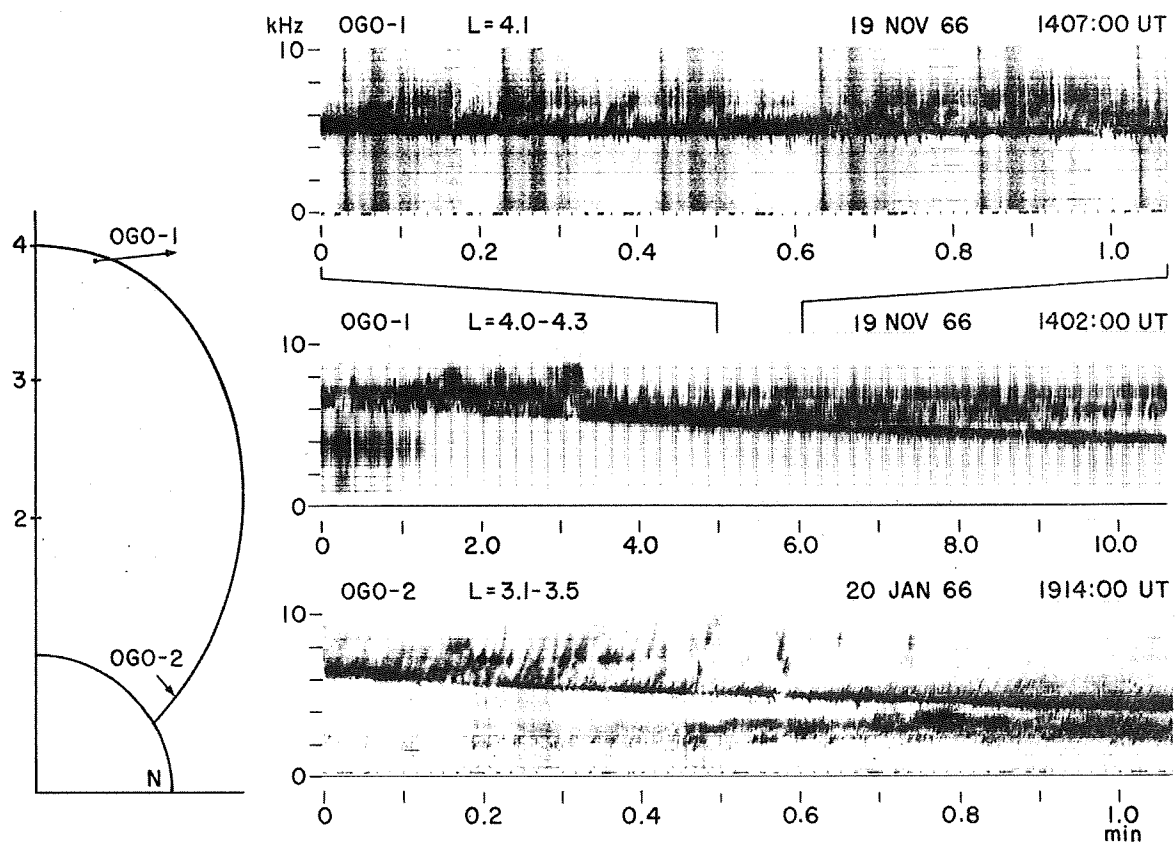 kHz OGO-1 L=4.1 19 NOV 66 1407:00 UT
10
0
0 0.2 0.4 0.6 0.8 1.0
OGO-1 L=4.0-4.3 19 NOV 66 1402:00 UT
10
0
0 2.0 4.0 6.0 8.0 10.0
OGO-2 L=3.1-3.5 20 JAN 66 1914:00 UT
10
0
0 0.2 0.4 0.6 0.8 1.0
min
4
OGO-1
3
2
OGO-2
N